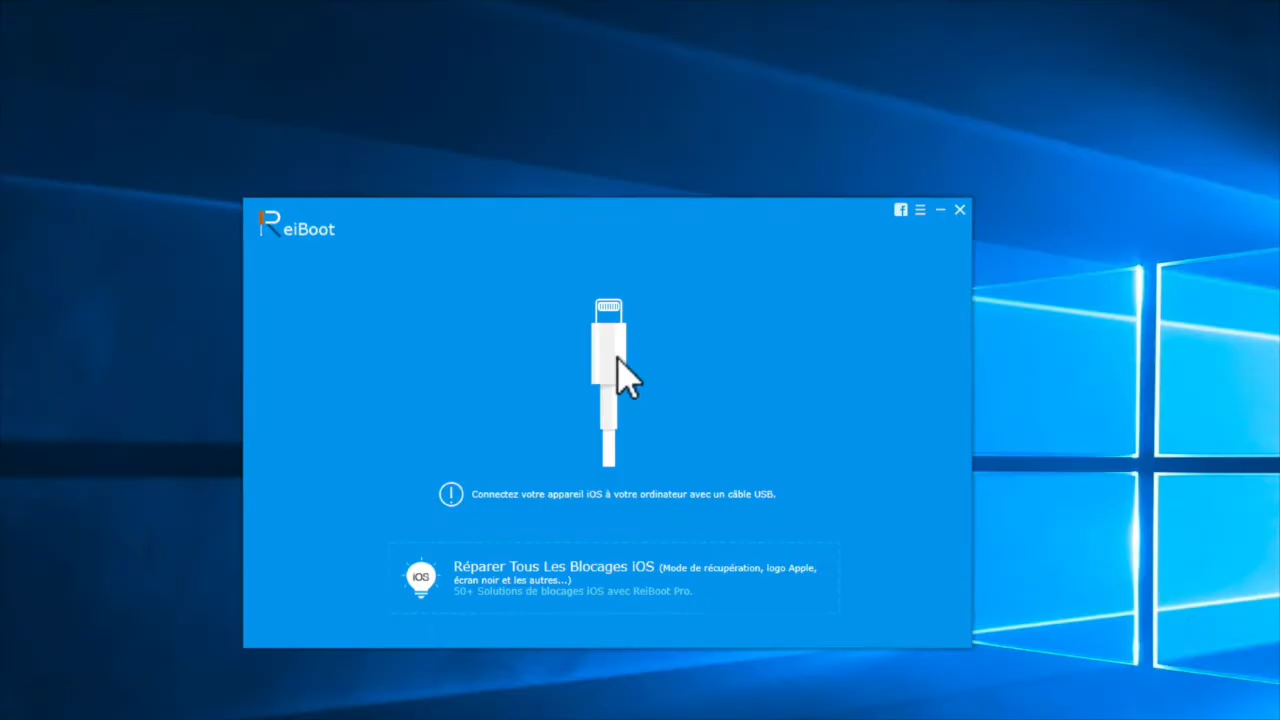 ReiBoot
Connectez votre appareil iOS à votre ordinateur avec un câble USB.
iOS
Réparer Tous Les Blocages iOS (Mode de récupération, logo Apple,
écran noir et les autres...)
50+ Solutions de blocages iOS avec ReiBoot Pro.